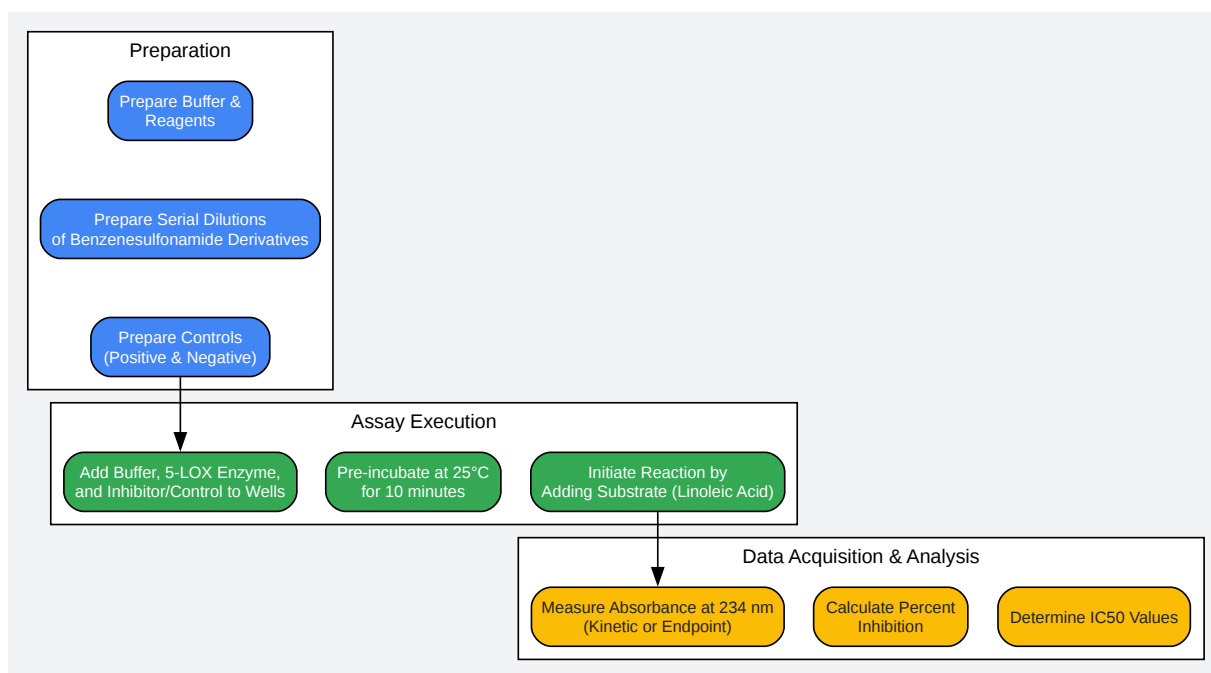 Preparation
Prepare Buffer &
Reagents
Prepare Serial Dilutions
of Benzenesulfonamide Derivatives
Prepare Controls
(Positive & Negative)
Assay Execution
Add Buffer, 5-LOX Enzyme,
and Inhibitor/Control to Wells
Pre-incubate at 25°C
for 10 minutes
Initiate Reaction by
Adding Substrate (Linoleic Acid)
Data Acquisition & Analysis
Measure Absorbance at 234 nm
(Kinetic or Endpoint)
Calculate Percent
Inhibition
Determine IC50 Values